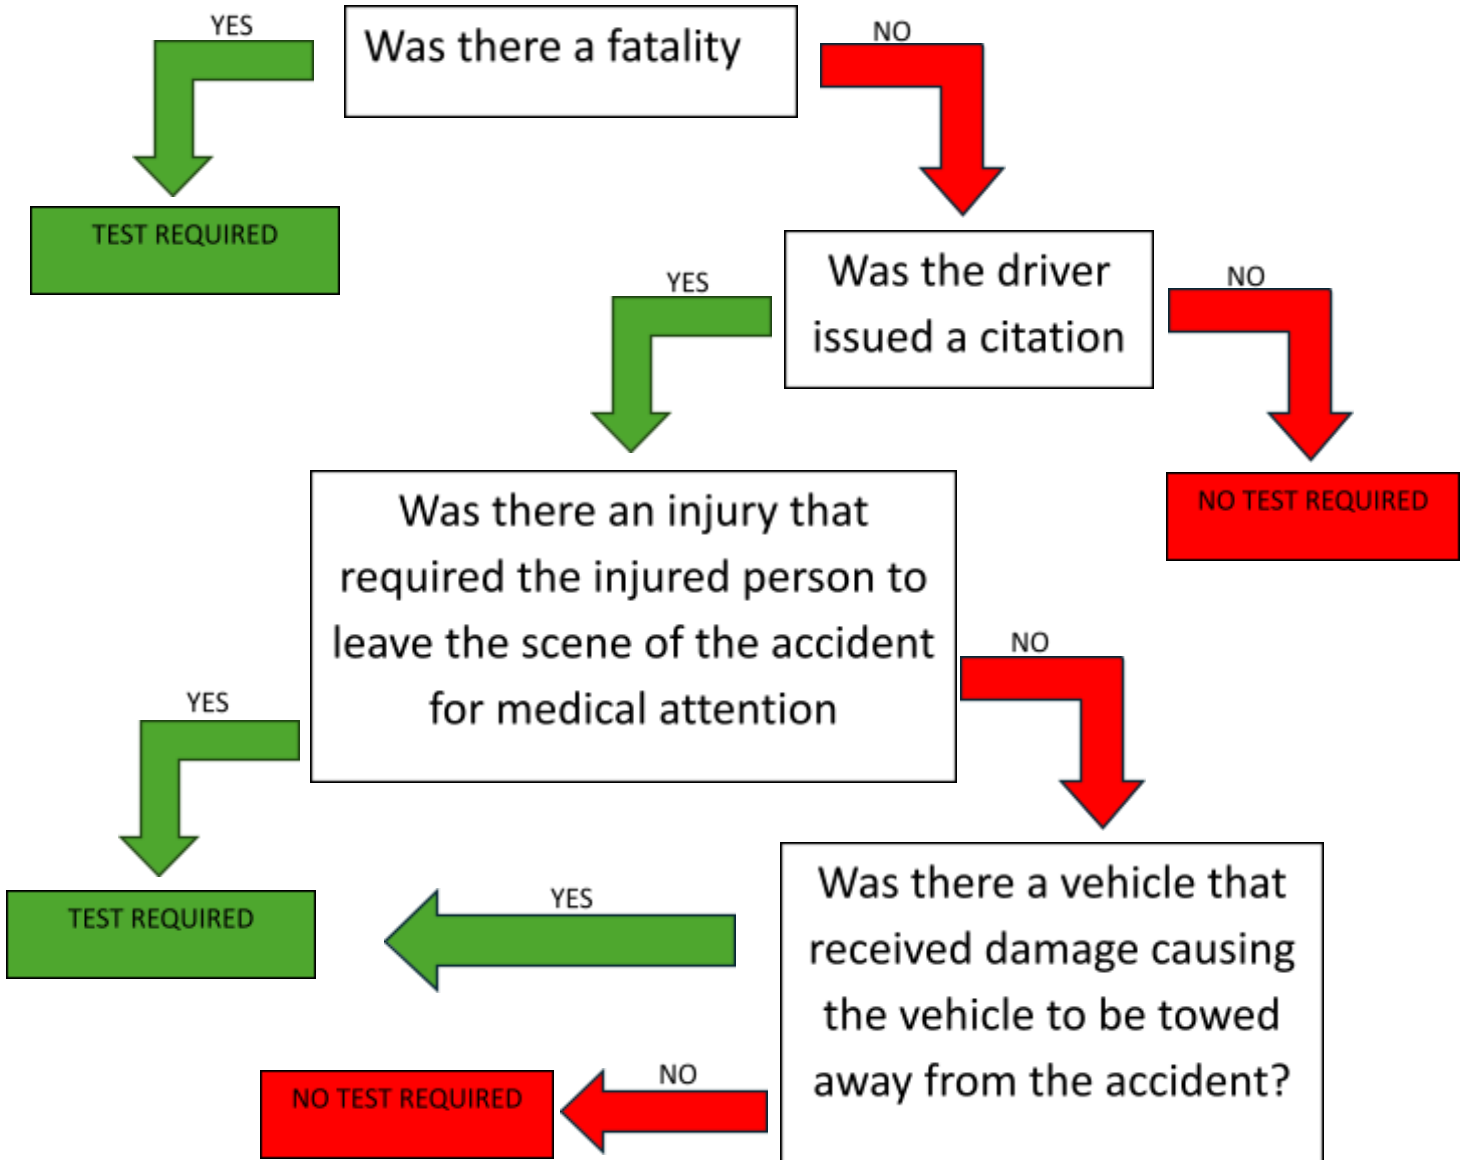 YES
Was there a fatality
NO
TEST REQUIRED
YES
Was the driver
issued a citation
NO
NO TEST REQUIRED
Was there an injury that
required the injured person to
leave the scene of the accident
for medical attention
NO
YES
TEST REQUIRED
YES
Was there a vehicle that
received damage causing
the vehicle to be towed
away from the accident?
NO
NO TEST REQUIRED